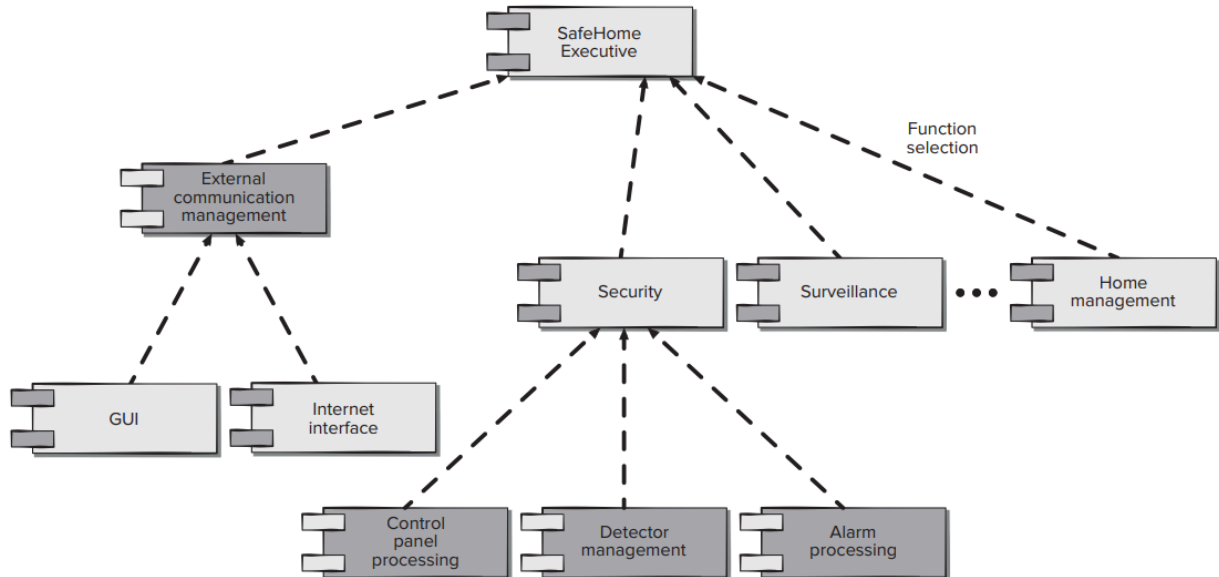 SafeHome
Executive
Function
selection
External
communication
management
Security
Surveillance
Home
management
GUI
Internet
interface
Control
panel
processing
Detector
management
Alarm
processing